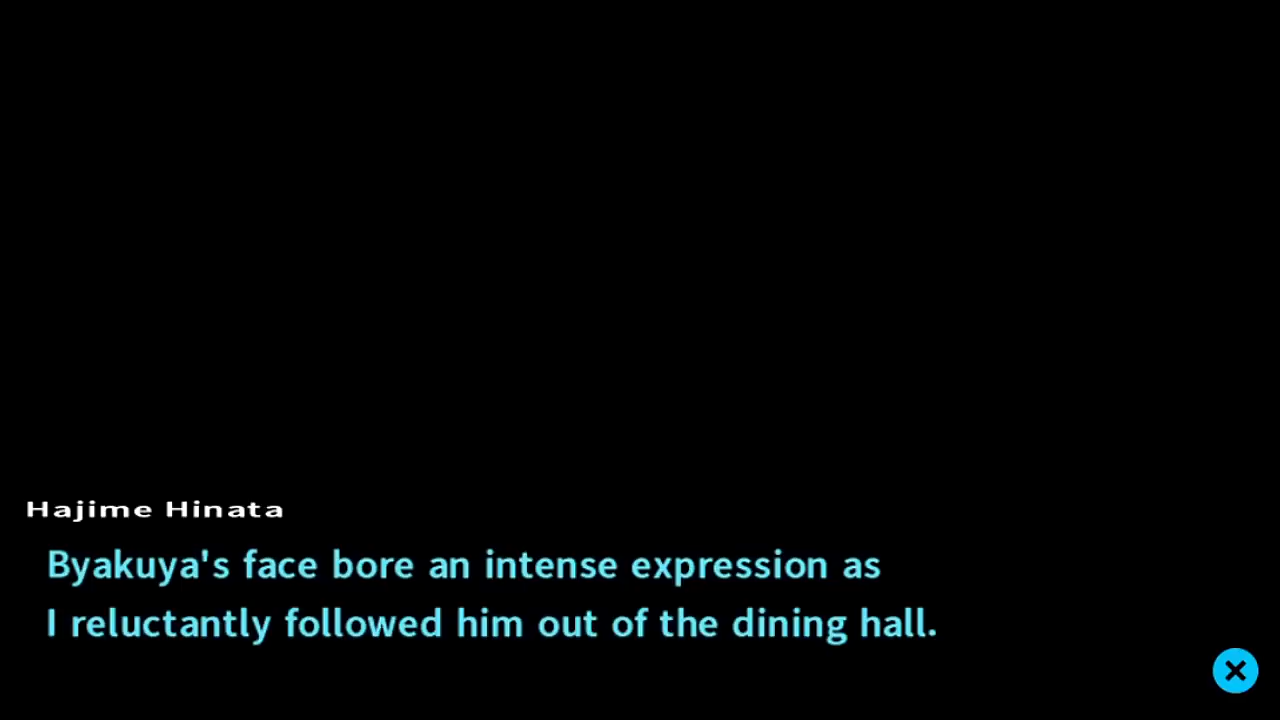 Hajime Hinata
Byakuya's face bore an intense expression as
I reluctantly followed him out of the dining hall.